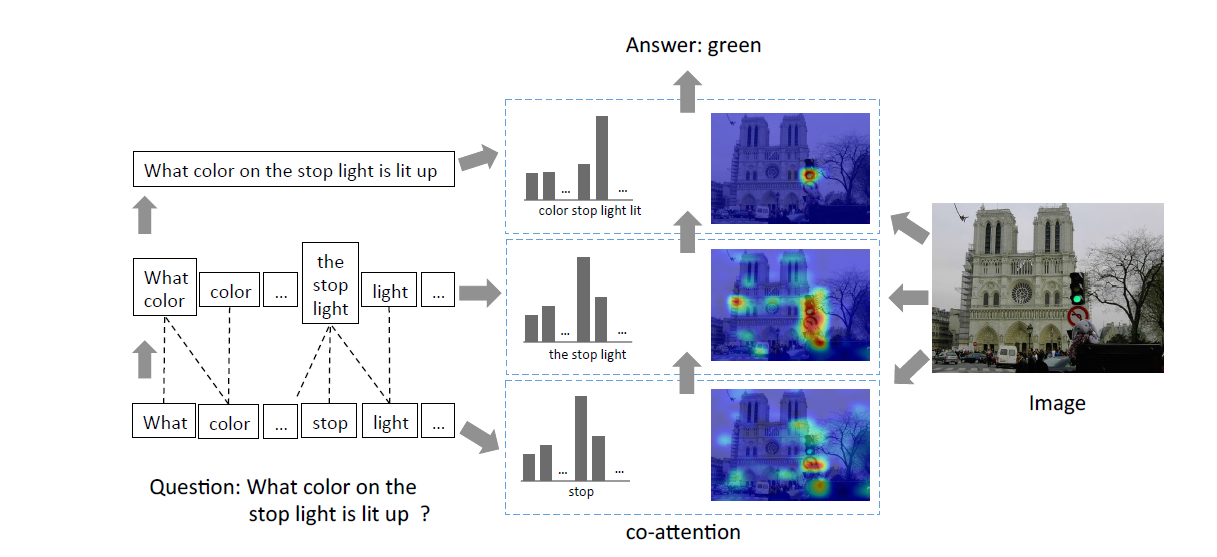 Answer: green
What color on the stop light is lit up
... ...
color stop light lit
What
color
color
...
the
stop
light
light
...
... ...
the stop light
What
color
...
stop
light
...
... ...
stop
Image
Question: What color on the
stop light is lit up ?
co-attention